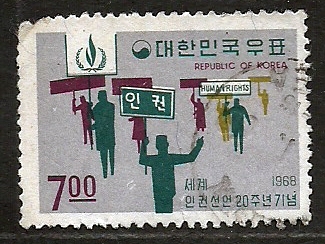 대한민국우표
REPUBLIC OF KOREA
인권
HUMAN RIGHTS
7.00
세계 1968
인권선언20주년기념